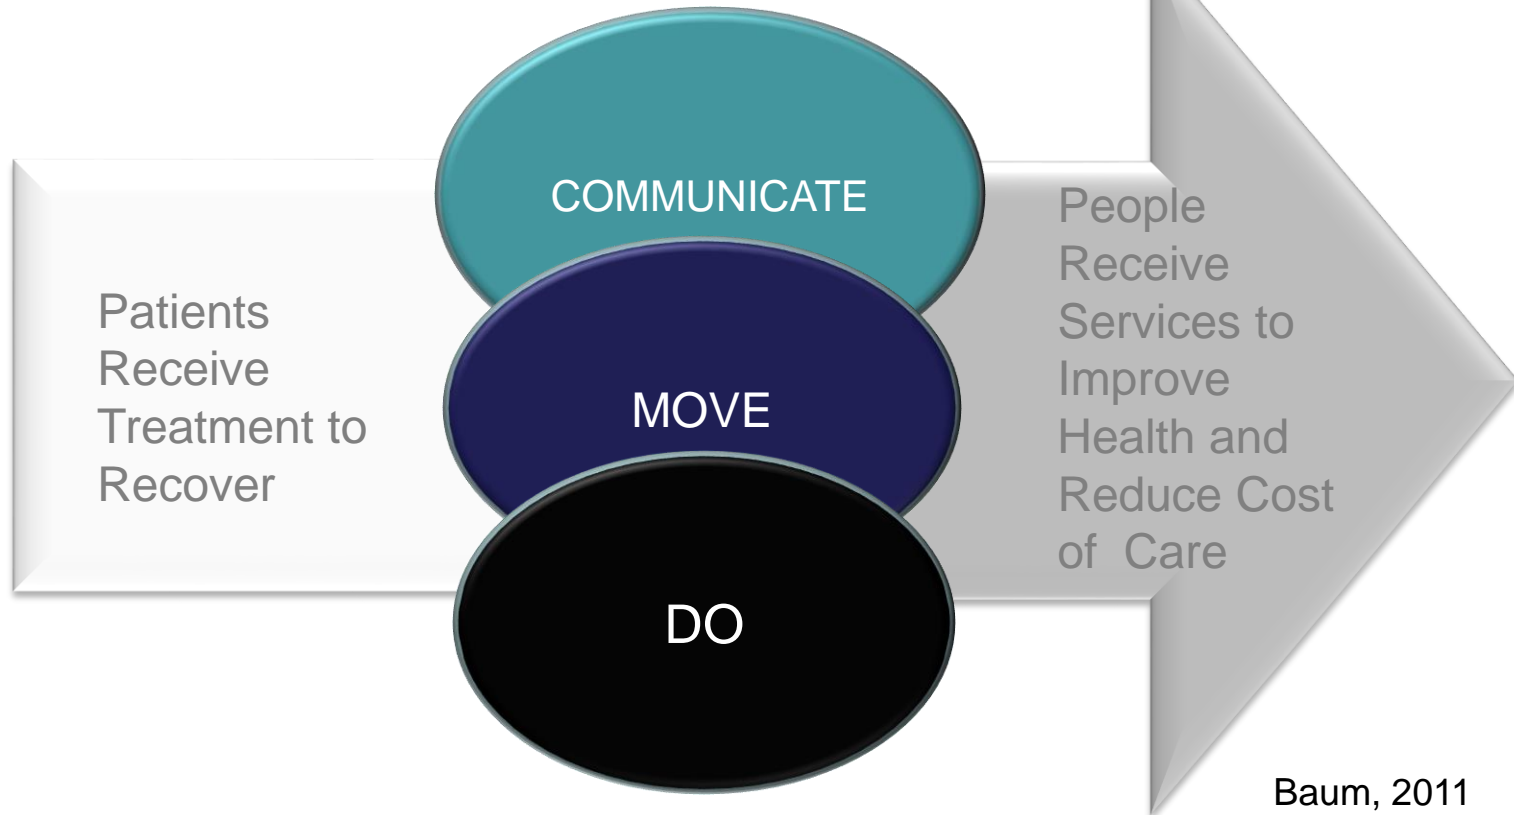 Patients
Receive
Treatment to
Recover
COMMUNICATE
MOVE
DO
People
Receive
Services to
Improve
Health and
Reduce Cost
of  Care
Baum, 2011